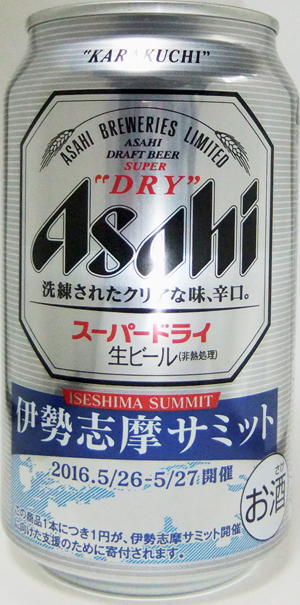 "KARAKUCHI"
ASAHI BREWERIES LIMITED
ASAHI
DRAFT BEER
SUPER
"DRY"
Asahi
洗練されたクリアな味、辛口。
スーパードライ
生ビール(非熱処理)
ISESHIMA SUMMIT
伊勢志摩サミット
2016.5/26-5/27開催
さけ
お酒
この商品1本につき1円が、伊勢志摩サミット開催
に向けた支援のために寄付されます。